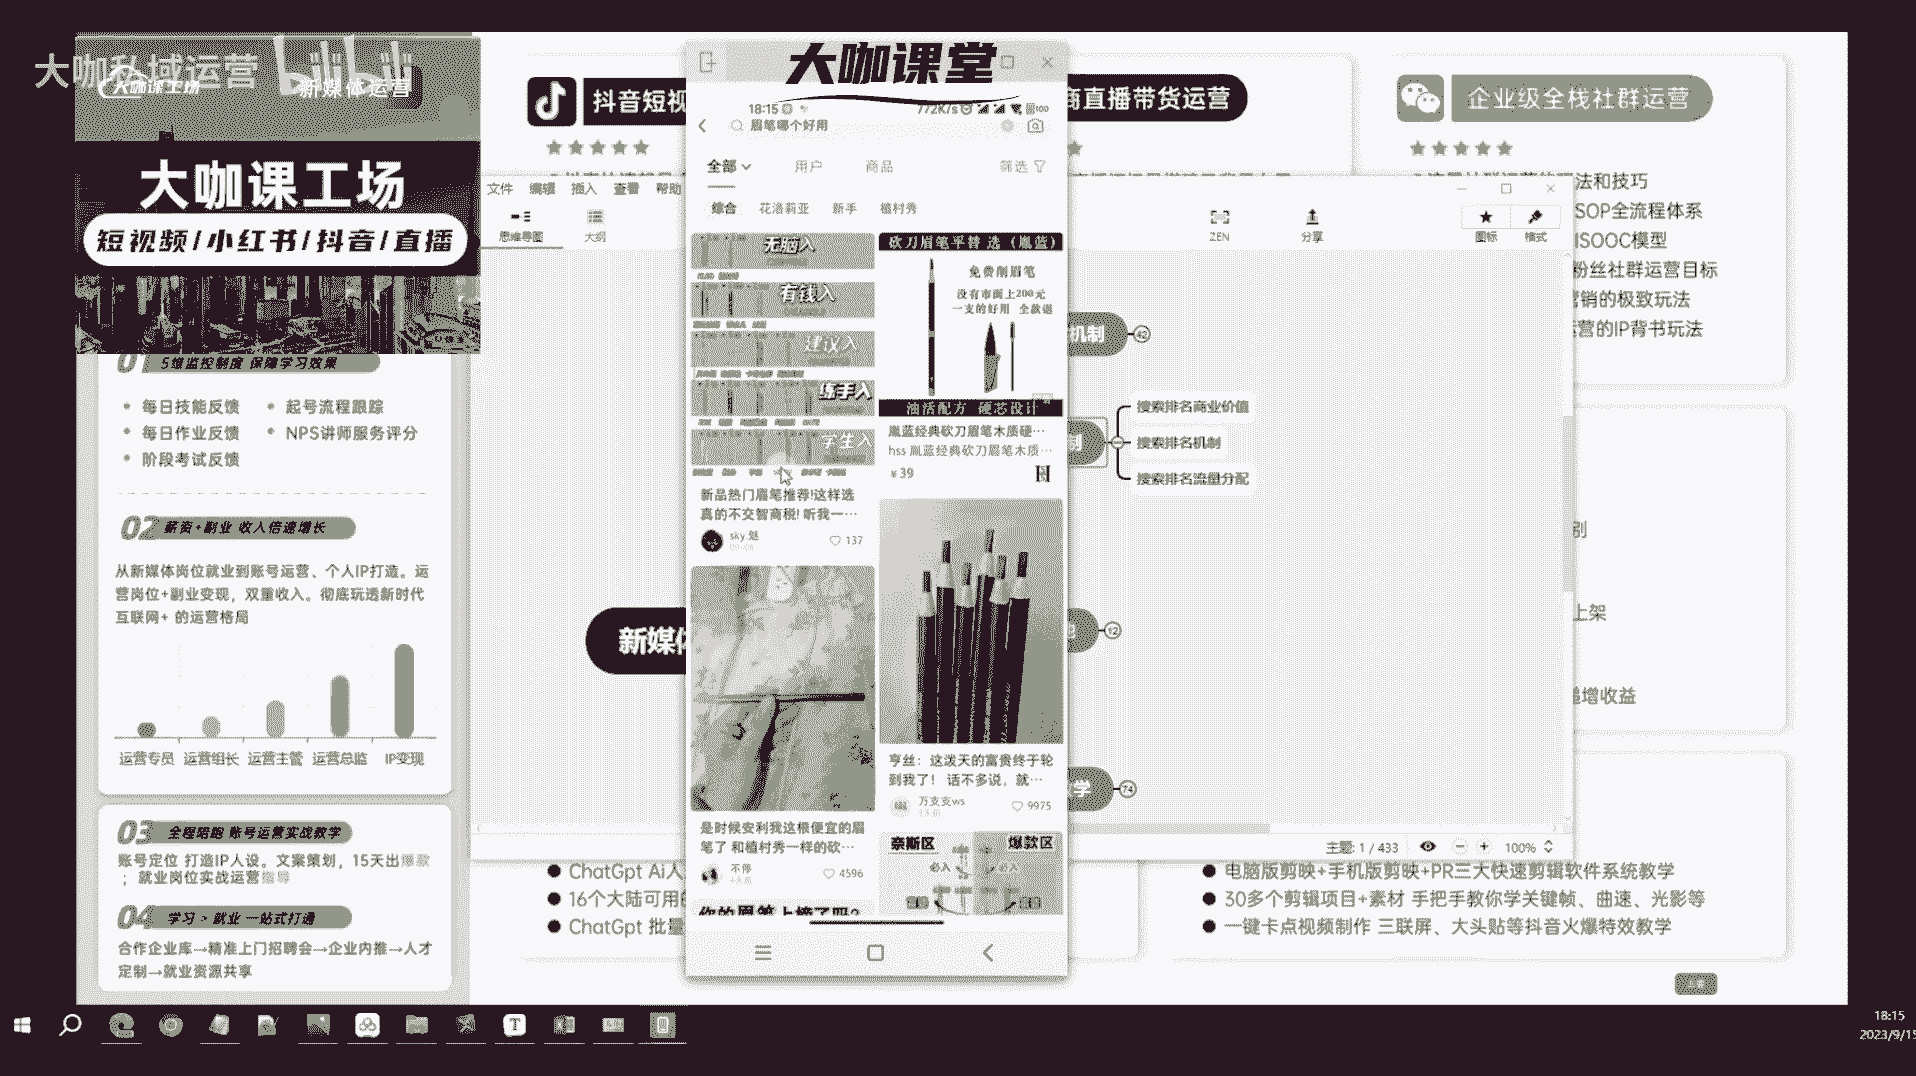 大咖私域运营
大咖课工场
新媒体运营
大咖课工场
短视频/小红书/抖音/直播
01 5维监控制度 保障学习效果
每日技能反馈
起号流程跟踪
每日作业反馈
NPS讲师服务评分
阶段考试反馈
02 薪资+副业 收入倍速增长
从新媒体岗位就业到账号运营、个人IP打造。运
营岗位+副业变现，双重收入。彻底玩透新时代
互联网+ 的运营格局
运营专员 运营组长 运营主管 运营总监 IP变现
03 全程陪跑 账号运营实战教学
账号定位 打造IP人设。文案策划，15天出爆款
；就业岗位实战运营指导
04 学习 > 就业 一站式打通
合作企业库→精准上门招聘会→企业内推→人才
定制→就业资源共享
抖音短视
商直播带货运营
企业级全栈社群运营
法和技巧
SOP全流程体系
ISOOC模型
粉丝社群运营目标
营销的极致玩法
运营的IP背书玩法
文件 编辑 插入 查看 帮助
思维导图
大纲
ZEN
分享
图标
格式
机制
42
制
搜索排名商业价值
搜索排名机制
搜索排名流量分配
新媒体
12
学
74
别
上架
递增收益
主题: 1 / 433
100%
大咖课堂
18:15
772K/s
100
眉笔哪个好用
全部
用户
商品
筛选
综合
花洛莉亚
新手
植村秀
无脑入
有钱入
建议入
练手入
学生入
新品热门眉笔推荐!这样选
真的不交智商税! 听我一…
sky.魅
137
砍刀眉笔平替 选（胤蓝）
免费削眉笔
没有市面上200元
一支的好用 全款退
油活配方 硬芯设计
胤蓝经典砍刀眉笔木质硬…
hss 胤蓝经典砍刀眉笔木质…
¥39
是时候安利我这根便宜的眉
笔了 和植村秀一样的砍…
不停
4596
亨丝：这泼天的富贵终于轮
到我了！ 话不多说，就…
万支支ws
9975
奈斯区
爆款区
必入
必入
你的眉笔上榜了吗?
ChatGpt Ai人
16个大陆可用的
ChatGpt 批量
电脑版剪映+手机版剪映+PR三大快速剪辑软件系统教学
30多个剪辑项目+素材 手把手教你学关键帧、曲速、光影等
一键卡点视频制作 三联屏、大头贴等抖音火爆特效教学
18:15
2023/9/15